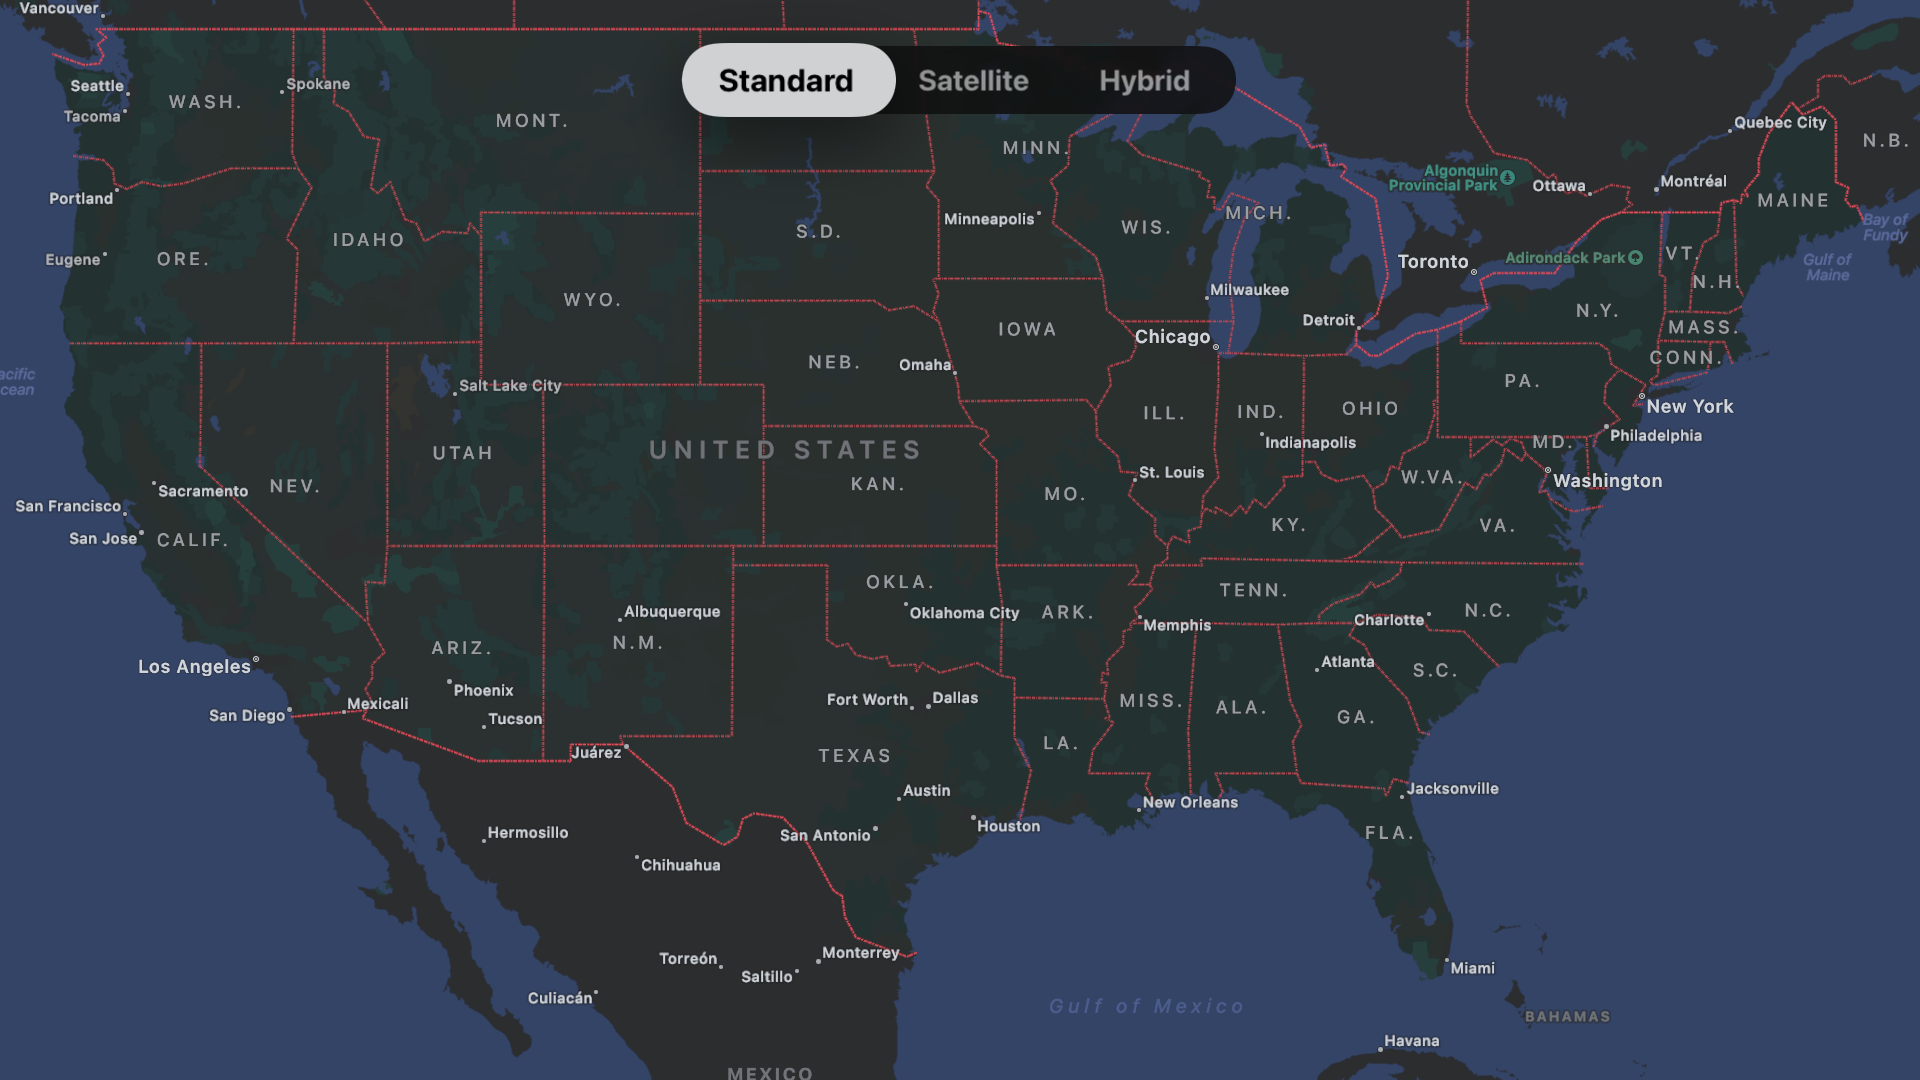 Standard
Satellite
Hybrid
Vancouver
Seattle
Spokane
WASH.
Tacoma
MONT.
MINN.
Quebec City
N.B.
Algonquin
Provincial Park
Ottawa
Montréal
Portland
MAINE
Minneapolis
MICH.
WIS.
S.D.
IDAHO
Bay of
Fundy
Eugene
ORE.
Toronto
Adirondack Park
VT.
Gulf of
Maine
N.H.
WYO.
Milwaukee
N.Y.
Detroit
IOWA
MASS.
Chicago
NEB.
Omaha
CONN.
acific
cean
Salt Lake City
PA.
New York
ILL.
IND.
OHIO
Philadelphia
Indianapolis
MD.
UNITED STATES
UTAH
St. Louis
W.VA.
Washington
KAN.
NEV.
Sacramento
MO.
San Francisco
KY.
VA.
San Jose
CALIF.
OKLA.
TENN.
Albuquerque
Oklahoma City
ARK.
N.C.
Charlotte
Memphis
N.M.
ARIZ.
Los Angeles
Atlanta
S.C.
Phoenix
Mexicali
Fort Worth
Dallas
MISS.
ALA.
San Diego
Tucson
GA.
LA.
Juárez
TEXAS
Austin
Jacksonville
New Orleans
Houston
San Antonio
Hermosillo
FLA.
Chihuahua
Monterrey
Torreón
Saltillo
Miami
Culiacán
Gulf of Mexico
BAHAMAS
Havana
MEXICO